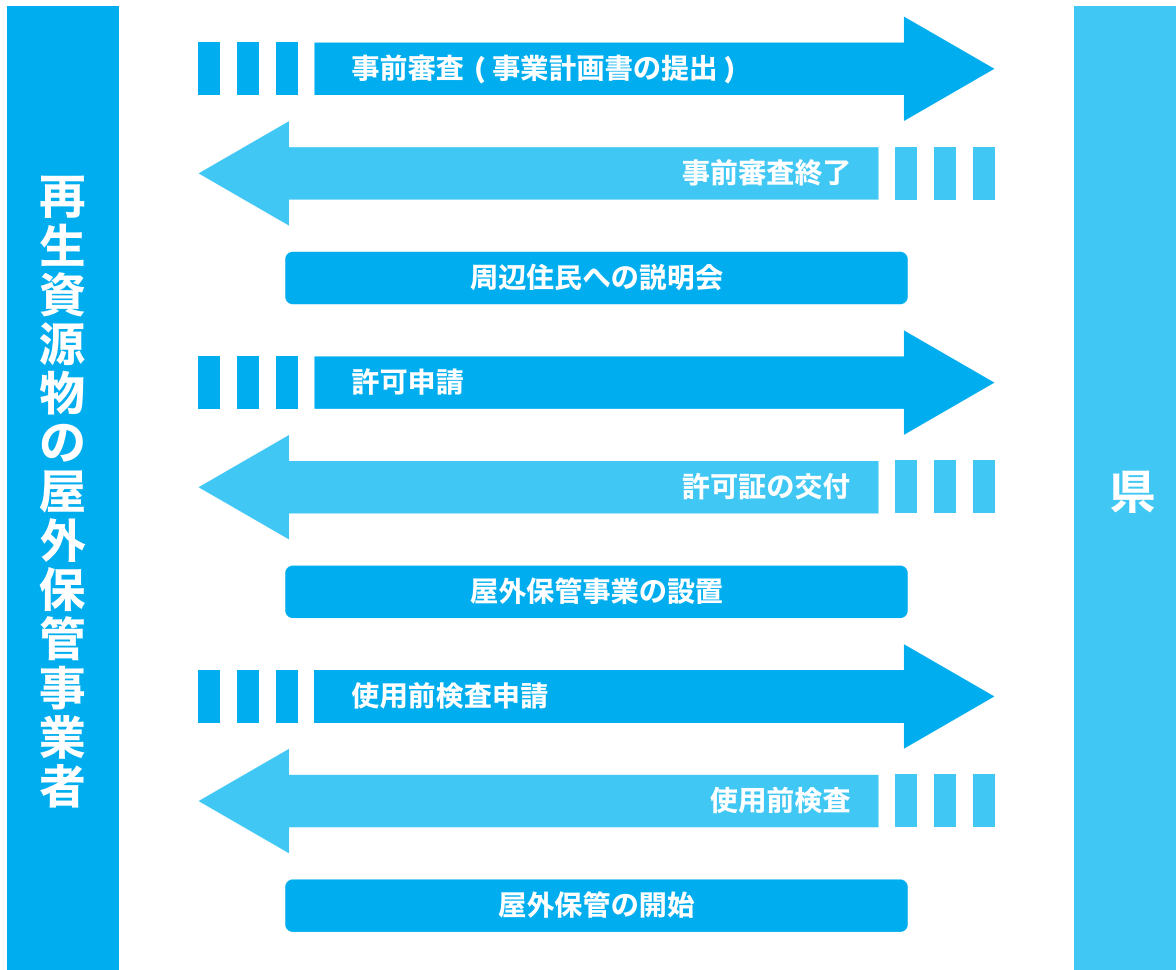 再生資源物の屋外保管事業者
事前審査 ( 事業計画書の提出 )
事前審査終了
周辺住民への説明会
許可申請
許可証の交付
屋外保管事業の設置
使用前検査申請
使用前検査
屋外保管の開始
県